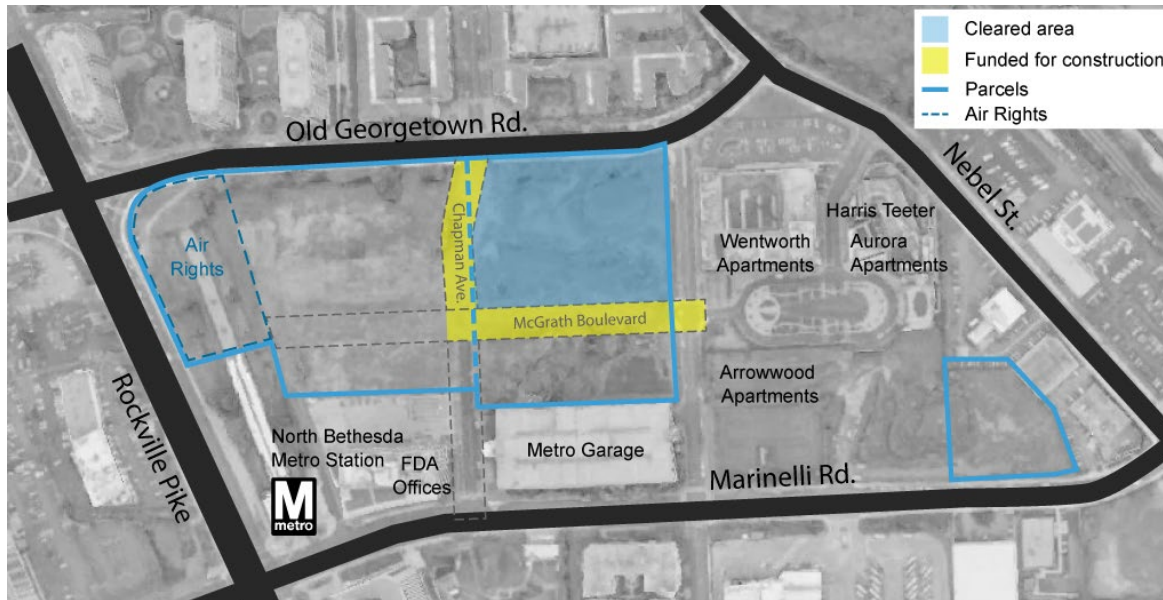 Cleared area
Funded for construction
Parcels
Air Rights
Old Georgetown Rd.
Nebel St.
Air
Rights
Chapman Ave.
Harris Teeter
Wentworth
Apartments
Aurora
Apartments
McGrath Boulevard
Arrowwood
Apartments
Rockville Pike
North Bethesda
Metro Station
FDA
Offices
Metro Garage
Marinelli Rd.
M
metro